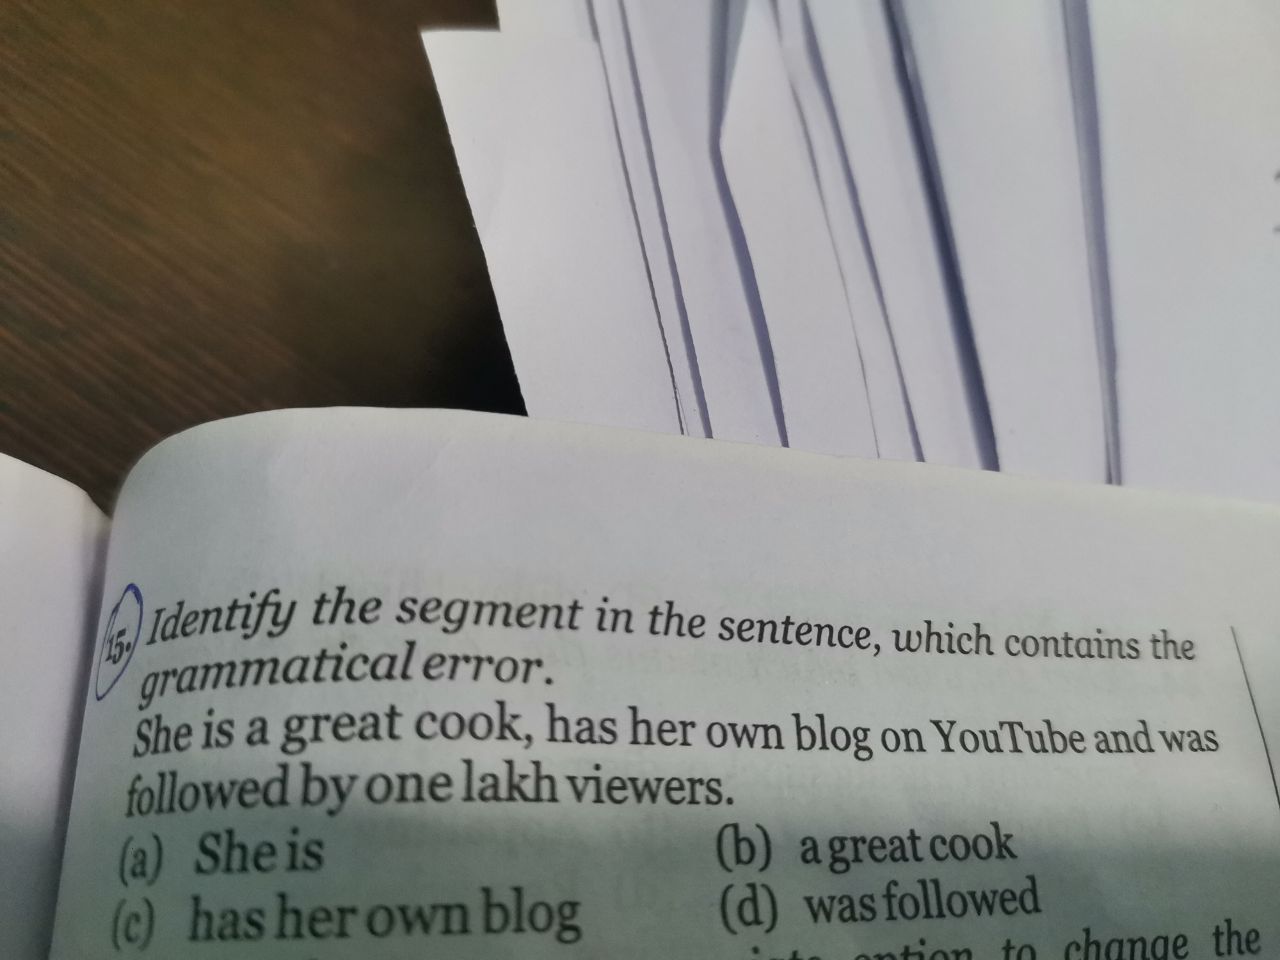 15. Identify the segment in the sentence, which contains the
grammatical error.
She is a great cook, has her own blog on YouTube and was
followed by one lakh viewers.
(a) She is (b) a great cook
(c) has her own blog (d) was followed
option to change the